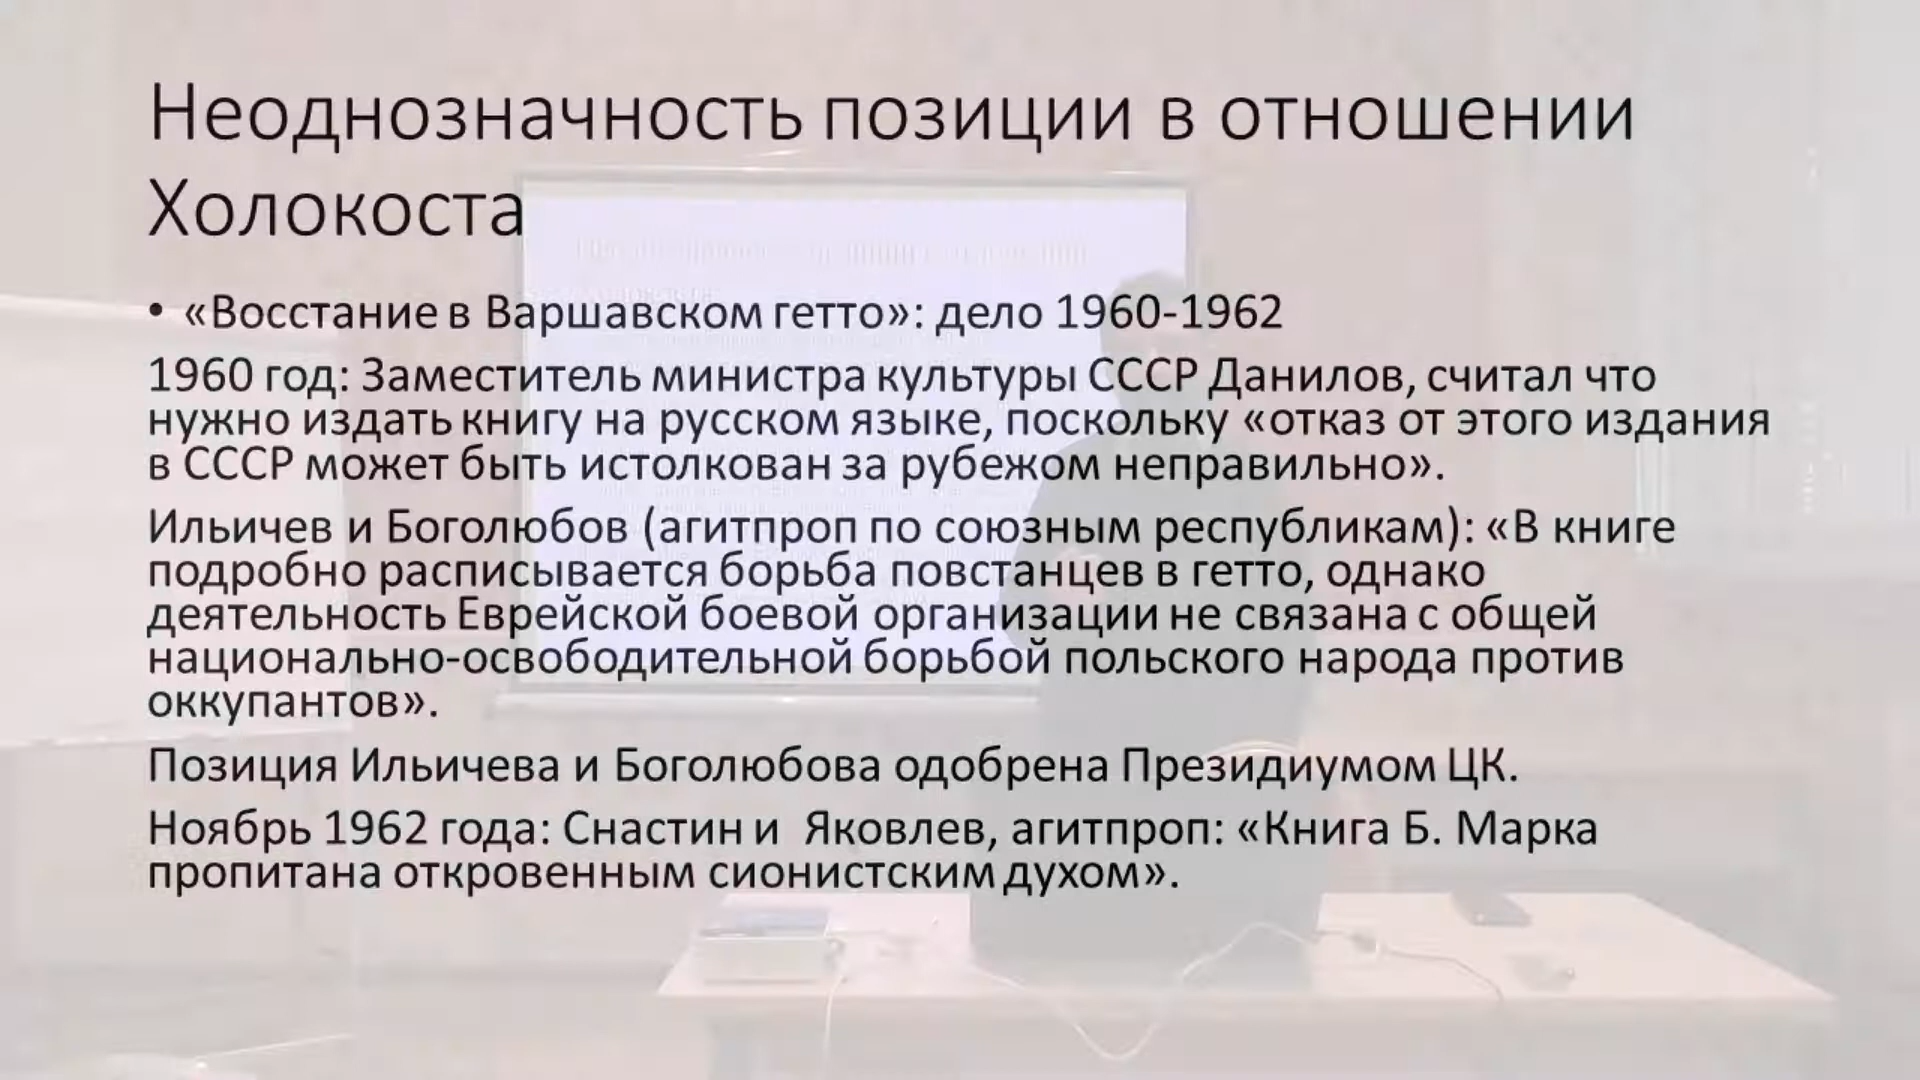 Неоднозначность позиции в отношении
Холокоста
• «Восстание в Варшавском гетто»: дело 1960-1962
1960 год: Заместитель министра культуры СССР Данилов, считал что
нужно издать книгу на русском языке, поскольку «отказ от этого издания
в СССР может быть истолкован за рубежом неправильно».
Ильичев и Боголюбов (агитпроп по союзным республикам): «В книге
подробно расписывается борьба повстанцев в гетто, однако
деятельность Еврейской боевой организации не связана с общей
национально-освободительной борьбой польского народа против
оккупантов».
Позиция Ильичева и Боголюбова одобрена Президиумом ЦК.
Ноябрь 1962 года: Снастин и  Яковлев, агитпроп: «Книга Б. Марка
пропитана откровенным сионистским духом».